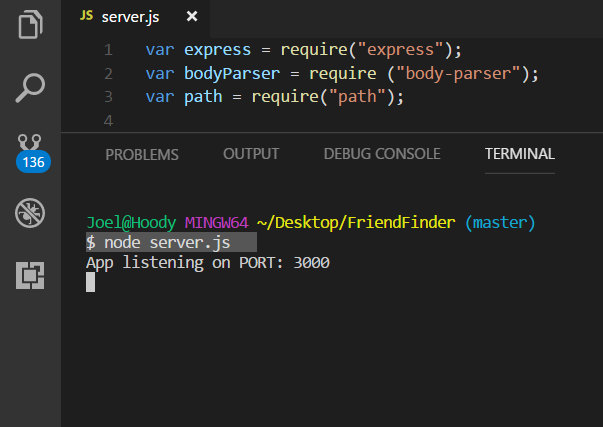 JS server.js ×
1 var express = require("express");
2 var bodyParser = require ("body-parser");
3 var path = require("path");
4
136
PROBLEMS OUTPUT DEBUG CONSOLE TERMINAL
Joel@Hoody MINGW64 ~/Desktop/FriendFinder (master)
$ node server.js
App listening on PORT: 3000